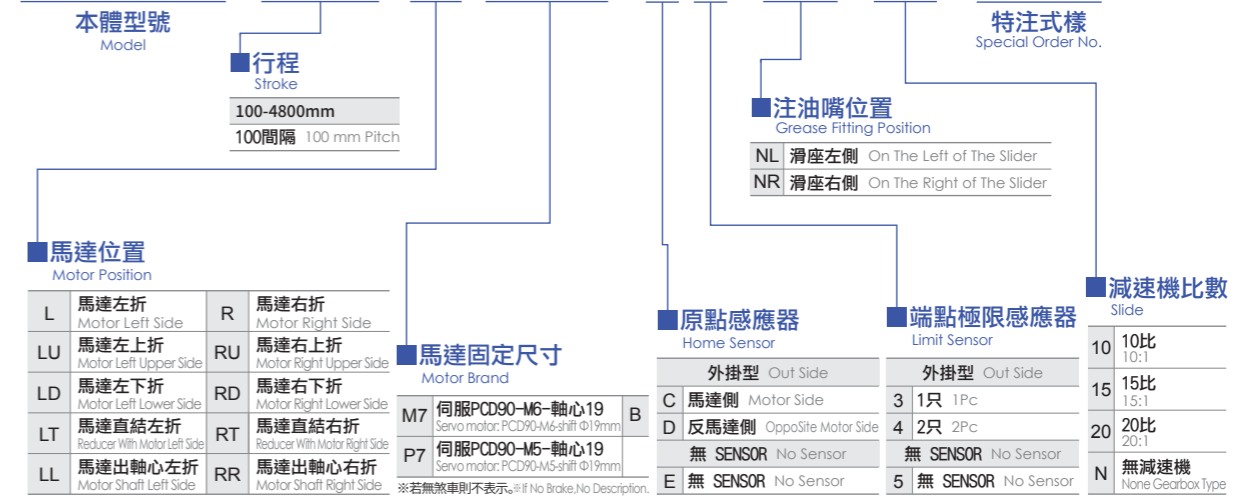 本體型號
Model
特注式樣
Special Order No.
■行程
Stroke
100-4800mm
100間隔 100 mm Pitch
■注油嘴位置
Grease Fitting Position
NL 滑座左側 On The Left of The Slider
NR 滑座右側 On The Right of The Slider
■馬達位置
Motor Position
L 馬達左折 R 馬達右折
Motor Left Side Motor Right Side
LU 馬達左上折 RU 馬達右上折
Motor Left Upper Side Motor Right Upper Side
LD 馬達左下折 RD 馬達右下折
Motor Left Lower Side Motor Right Lower Side
LT 馬達直結左折 RT 馬達直結右折
Reducer With Motor Left Side Reducer With Motor Right Side
LL 馬達出軸心左折 RR 馬達出軸心右折
Motor Shaft Left Side Motor Shaft Right Side
■馬達固定尺寸
Motor Brand
M7 伺服PCD90-M6-軸心19 B
Servo motor: PCD90-M6-shift Φ19mm
P7 伺服PCD90-M5-軸心19
Servo motor: PCD90-M5-shift Φ19mm
※若無煞車則不表示。※If No Brake,No Description.
■原點感應器
Home Sensor
外掛型 Out Side
C 馬達側 Motor Side
D 反馬達側 OppoSite Motor Side
無 SENSOR No Sensor
E 無 SENSOR No Sensor
■端點極限感應器
Limit Sensor
外掛型 Out Side
3 1只 1Pc
4 2只 2Pc
無 SENSOR No Sensor
5 無 SENSOR No Sensor
■減速機比數
Slide
10 10比
10:1
15 15比
15:1
20 20比
20:1
N 無減速機
None Gearbox Type